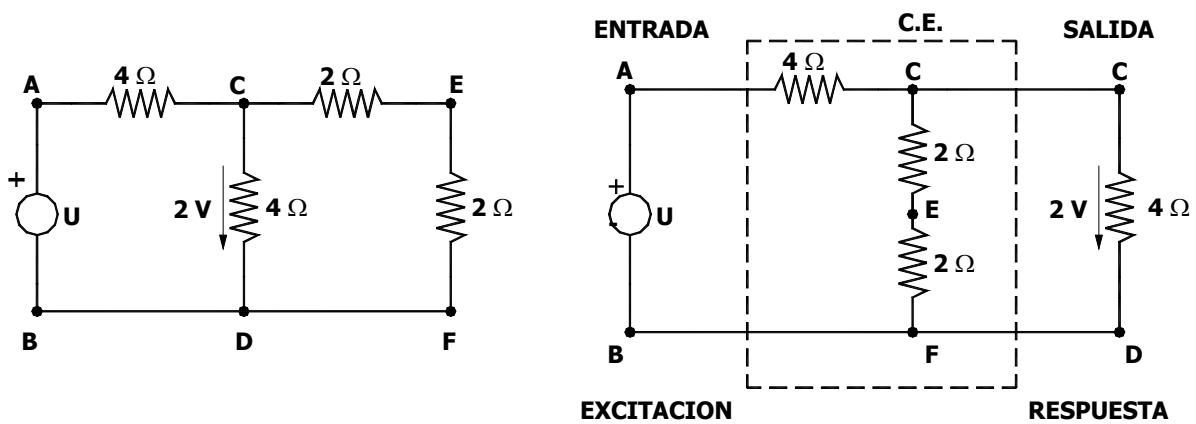 4 Ω
2 Ω
A
C
E
+
U
2 V
4 Ω
2 Ω
B
D
F
ENTRADA
C.E.
SALIDA
A
4 Ω
C
C
2 Ω
+
-
U
E
2 V
4 Ω
2 Ω
B
F
D
EXCITACION
RESPUESTA